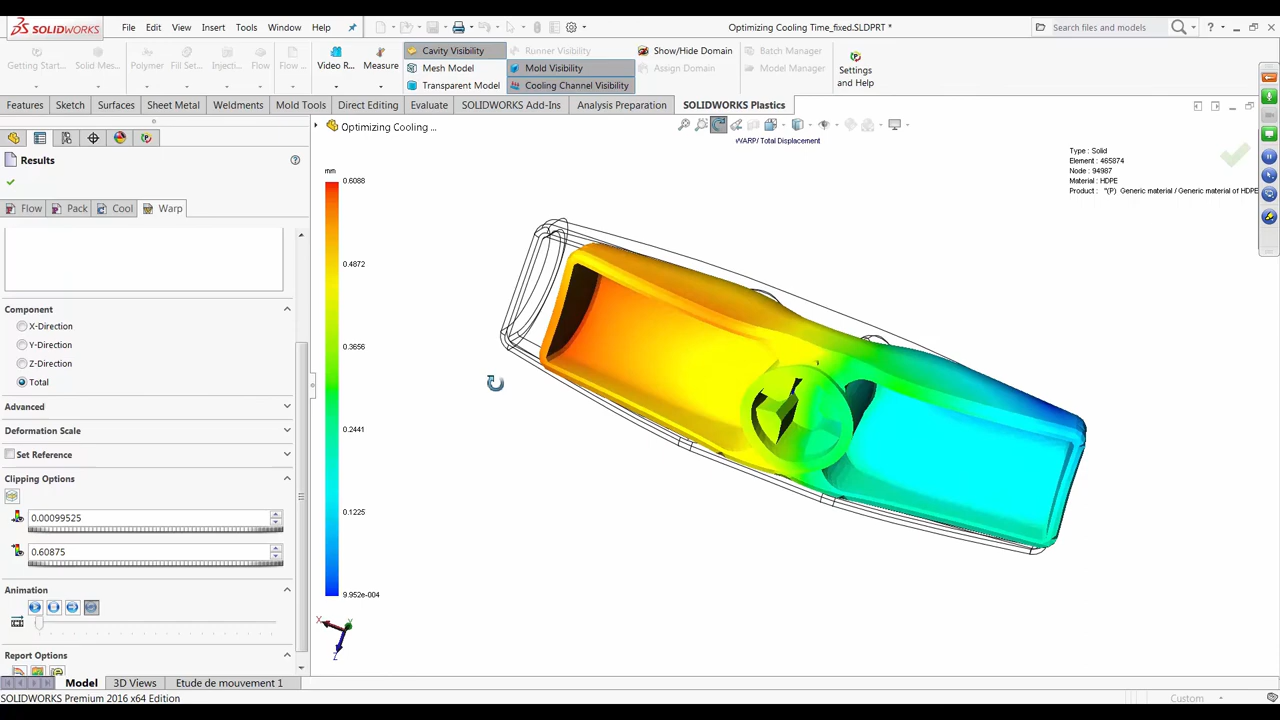 SOLIDWORKS
File Edit View Insert Tools Window Help
Optimizing Cooling Time_fixed.SLDPRT *
Search files and models
?
Getting Start...
Solid Mes...
Polymer
Fill Set...
Injecti...
Flow
Flow ...
Video R...
Measure
Cavity Visibility
Mesh Model
Transparent Model
Runner Visibility
Mold Visibility
Cooling Channel Visibility
Show/Hide Domain
Assign Domain
Batch Manager
Model Manager
Settings
and Help
Features Sketch Surfaces Sheet Metal Weldments Mold Tools Direct Editing Evaluate SOLIDWORKS Add-Ins Analysis Preparation SOLIDWORKS Plastics
Optimizing Cooling ...
WARP/ Total Displacement
Type : Solid
Element : 465874
Node : 94987
Material : HDPE
Product : "(P) Generic material / Generic material of HDPE
Results
Flow Pack Cool Warp
Component
X-Direction
Y-Direction
Z-Direction
Total
Advanced
Deformation Scale
Set Reference
Clipping Options
0.00099525
0.60875
Animation
Report Options
mm
0.6088
0.4872
0.3656
0.2441
0.1225
9.952e-004
X
Y
Z
Model 3D Views Etude de mouvement 1
SOLIDWORKS Premium 2016 x64 Edition
Custom